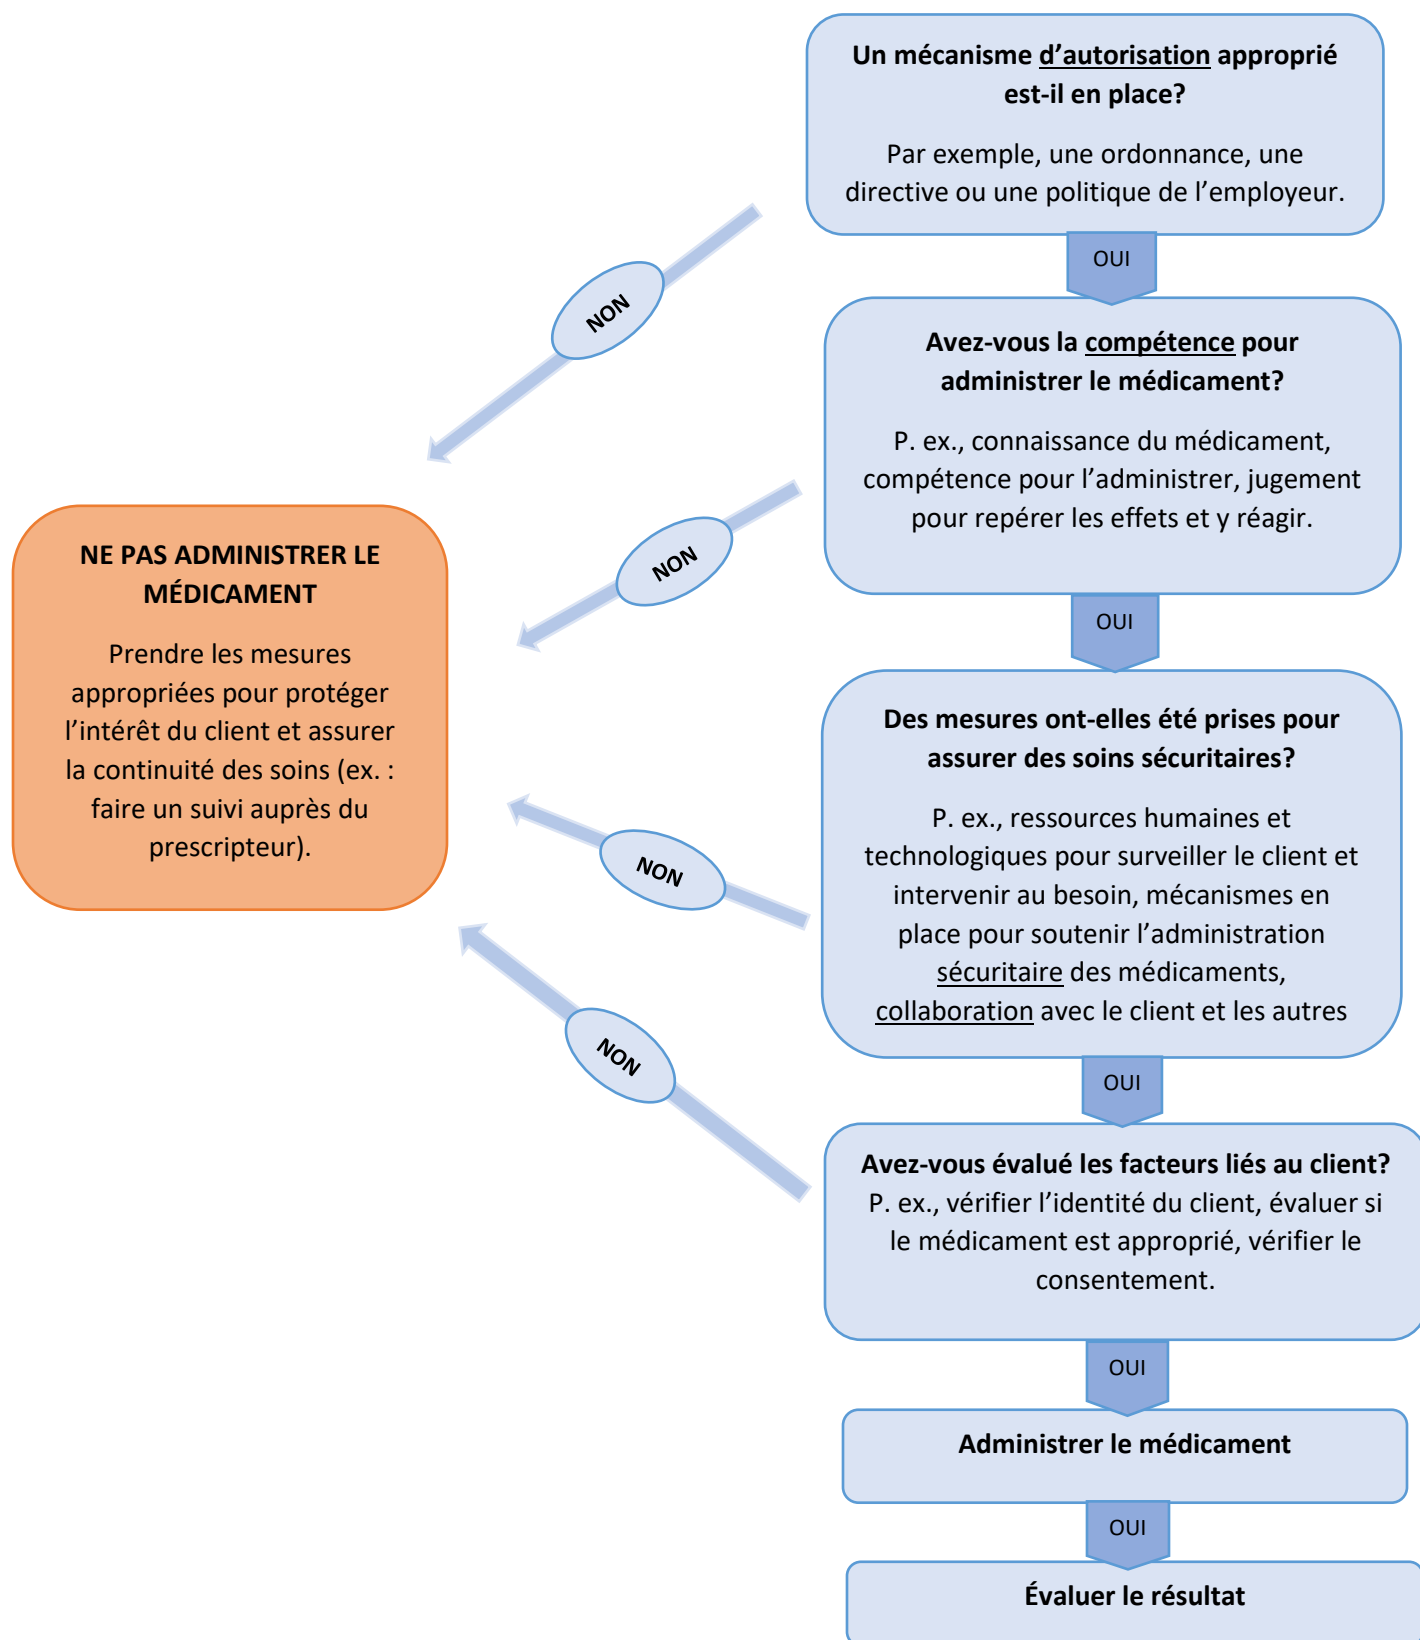 Un mécanisme d’autorisation approprié
est-il en place?
Par exemple, une ordonnance, une
directive ou une politique de l’employeur.
OUI
NON
Avez-vous la compétence pour
administrer le médicament?
P. ex., connaissance du médicament,
compétence pour l’administrer, jugement
pour repérer les effets et y réagir.
OUI
NON
NE PAS ADMINISTRER LE
MÉDICAMENT
Prendre les mesures
appropriées pour protéger
l’intérêt du client et assurer
la continuité des soins (ex. :
faire un suivi auprès du
prescripteur).
Des mesures ont-elles été prises pour
assurer des soins sécuritaires?
P. ex., ressources humaines et
technologiques pour surveiller le client et
intervenir au besoin, mécanismes en
place pour soutenir l’administration
sécuritaire des médicaments,
collaboration avec le client et les autres
NON
OUI
NON
Avez-vous évalué les facteurs liés au client?
P. ex., vérifier l’identité du client, évaluer si
le médicament est approprié, vérifier le
consentement.
OUI
Administrer le médicament
OUI
Évaluer le résultat